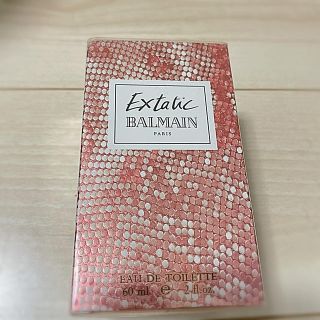 Extatic
BALMAIN
PARIS
EAU DE TOILETTE
60 ml ℮ 2 fl.oz.